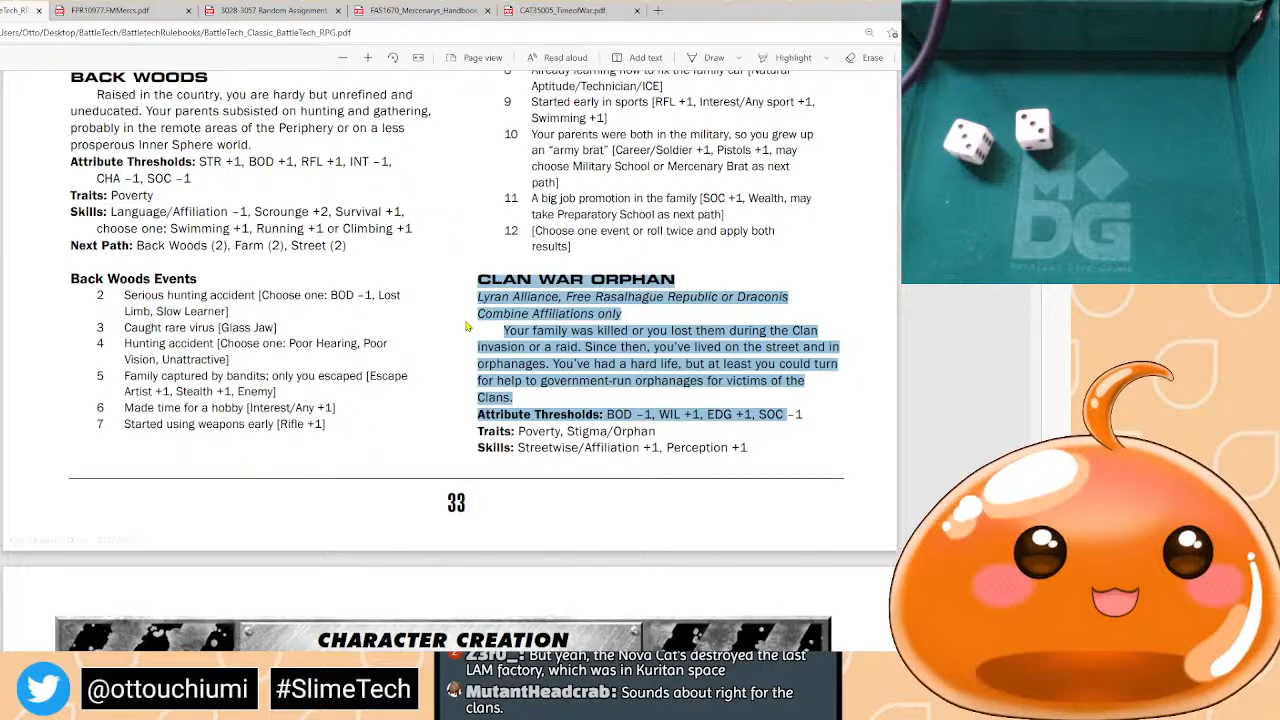 FPR10977.FMMercs.pdf
3028-3057 Random Assignment
FAS1670_Mercenarys_Handbook
CAT35005_TimeofWar.pdf
Users/Otto/Desktop/BattleTech/BattletechRulebooks/BattleTech_Classic_BattleTech_RPG.pdf
Page view
Read aloud
Add text
Draw
Highlight
Erase
BACK WOODS
Raised in the country, you are hardy but unrefined and
uneducated. Your parents subsisted on hunting and gathering,
probably in the remote areas of the Periphery or on a less
prosperous Inner Sphere world.
Attribute Thresholds: STR +1, BOD +1, RFL +1, INT –1,
CHA –1, SOC –1
Traits: Poverty
Skills: Language/Affiliation –1, Scrounge +2, Survival +1,
choose one: Swimming +1, Running +1 or Climbing +1
Next Path: Back Woods (2), Farm (2), Street (2)
Back Woods Events
2 Serious hunting accident [Choose one: BOD –1, Lost
Limb, Slow Learner]
3 Caught rare virus [Glass Jaw]
4 Hunting accident [Choose one: Poor Hearing, Poor
Vision, Unattractive]
5 Family captured by bandits; only you escaped [Escape
Artist +1, Stealth +1, Enemy]
6 Made time for a hobby [Interest/Any +1]
7 Started using weapons early [Rifle +1]
Already learning how to fix the family car [Natural
Aptitude/Technician/ICE]
9 Started early in sports [RFL +1, Interest/Any sport +1,
Swimming +1]
10 Your parents were both in the military, so you grew up
an “army brat” [Career/Soldier +1, Pistols +1, may
choose Military School or Mercenary Brat as next
path]
11 A big job promotion in the family [SOC +1, Wealth, may
take Preparatory School as next path]
12 [Choose one event or roll twice and apply both
results]
CLAN WAR ORPHAN
Lyran Alliance, Free Rasalhague Republic or Draconis
Combine Affiliations only
Your family was killed or you lost them during the Clan
invasion or a raid. Since then, you’ve lived on the street and in
orphanages. You’ve had a hard life, but at least you could turn
for help to government-run orphanages for victims of the
Clans.
Attribute Thresholds: BOD –1, WIL +1, EDG +1, SOC –1
Traits: Poverty, Stigma/Orphan
Skills: Streetwise/Affiliation +1, Perception +1
33
CHARACTER CREATION
MDG
@ottouchiumi
#SlimeTech
Z3r0_: But yeah, the Nova Cat's destroyed the last
LAM factory, which was in Kuritan space
MutantHeadcrab: Sounds about right for the
clans.